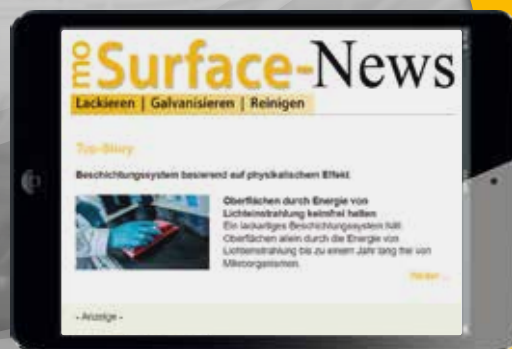 mo Surface-News
Lackieren | Galvanisieren | Reinigen
Top-Story
Beschichtungssystem basierend auf physikalischem Effekt
Oberflächen durch Energie von
Lichteinstrahlung keimfrei halten
Ein lackartiges Beschichtungssystem hält
Oberflächen allein durch die Energie von
Lichteinstrahlung bis zu einem Jahr lang frei von
Mikroorganismen.
Weiter ...
- Anzeige -